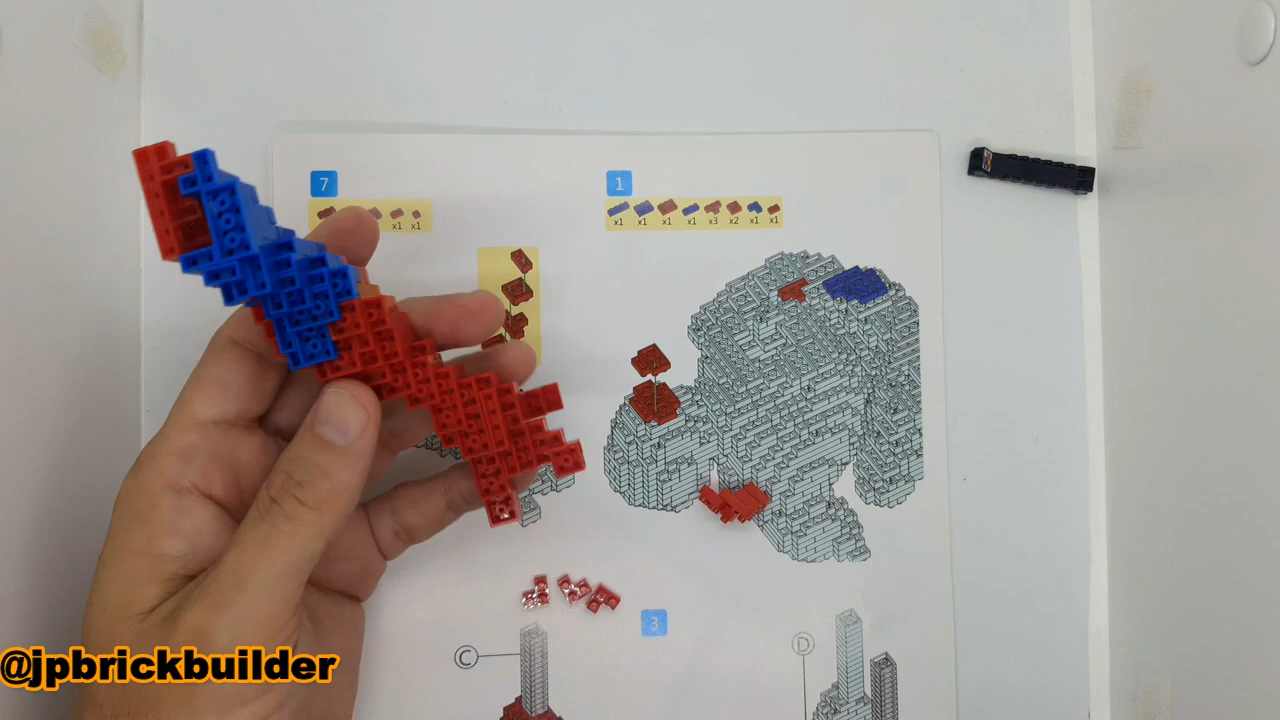 7
1
x1 x1
x1 x1 x1 x1 x3 x2 x1 x1
3
C
D
@jpbrickbuilder